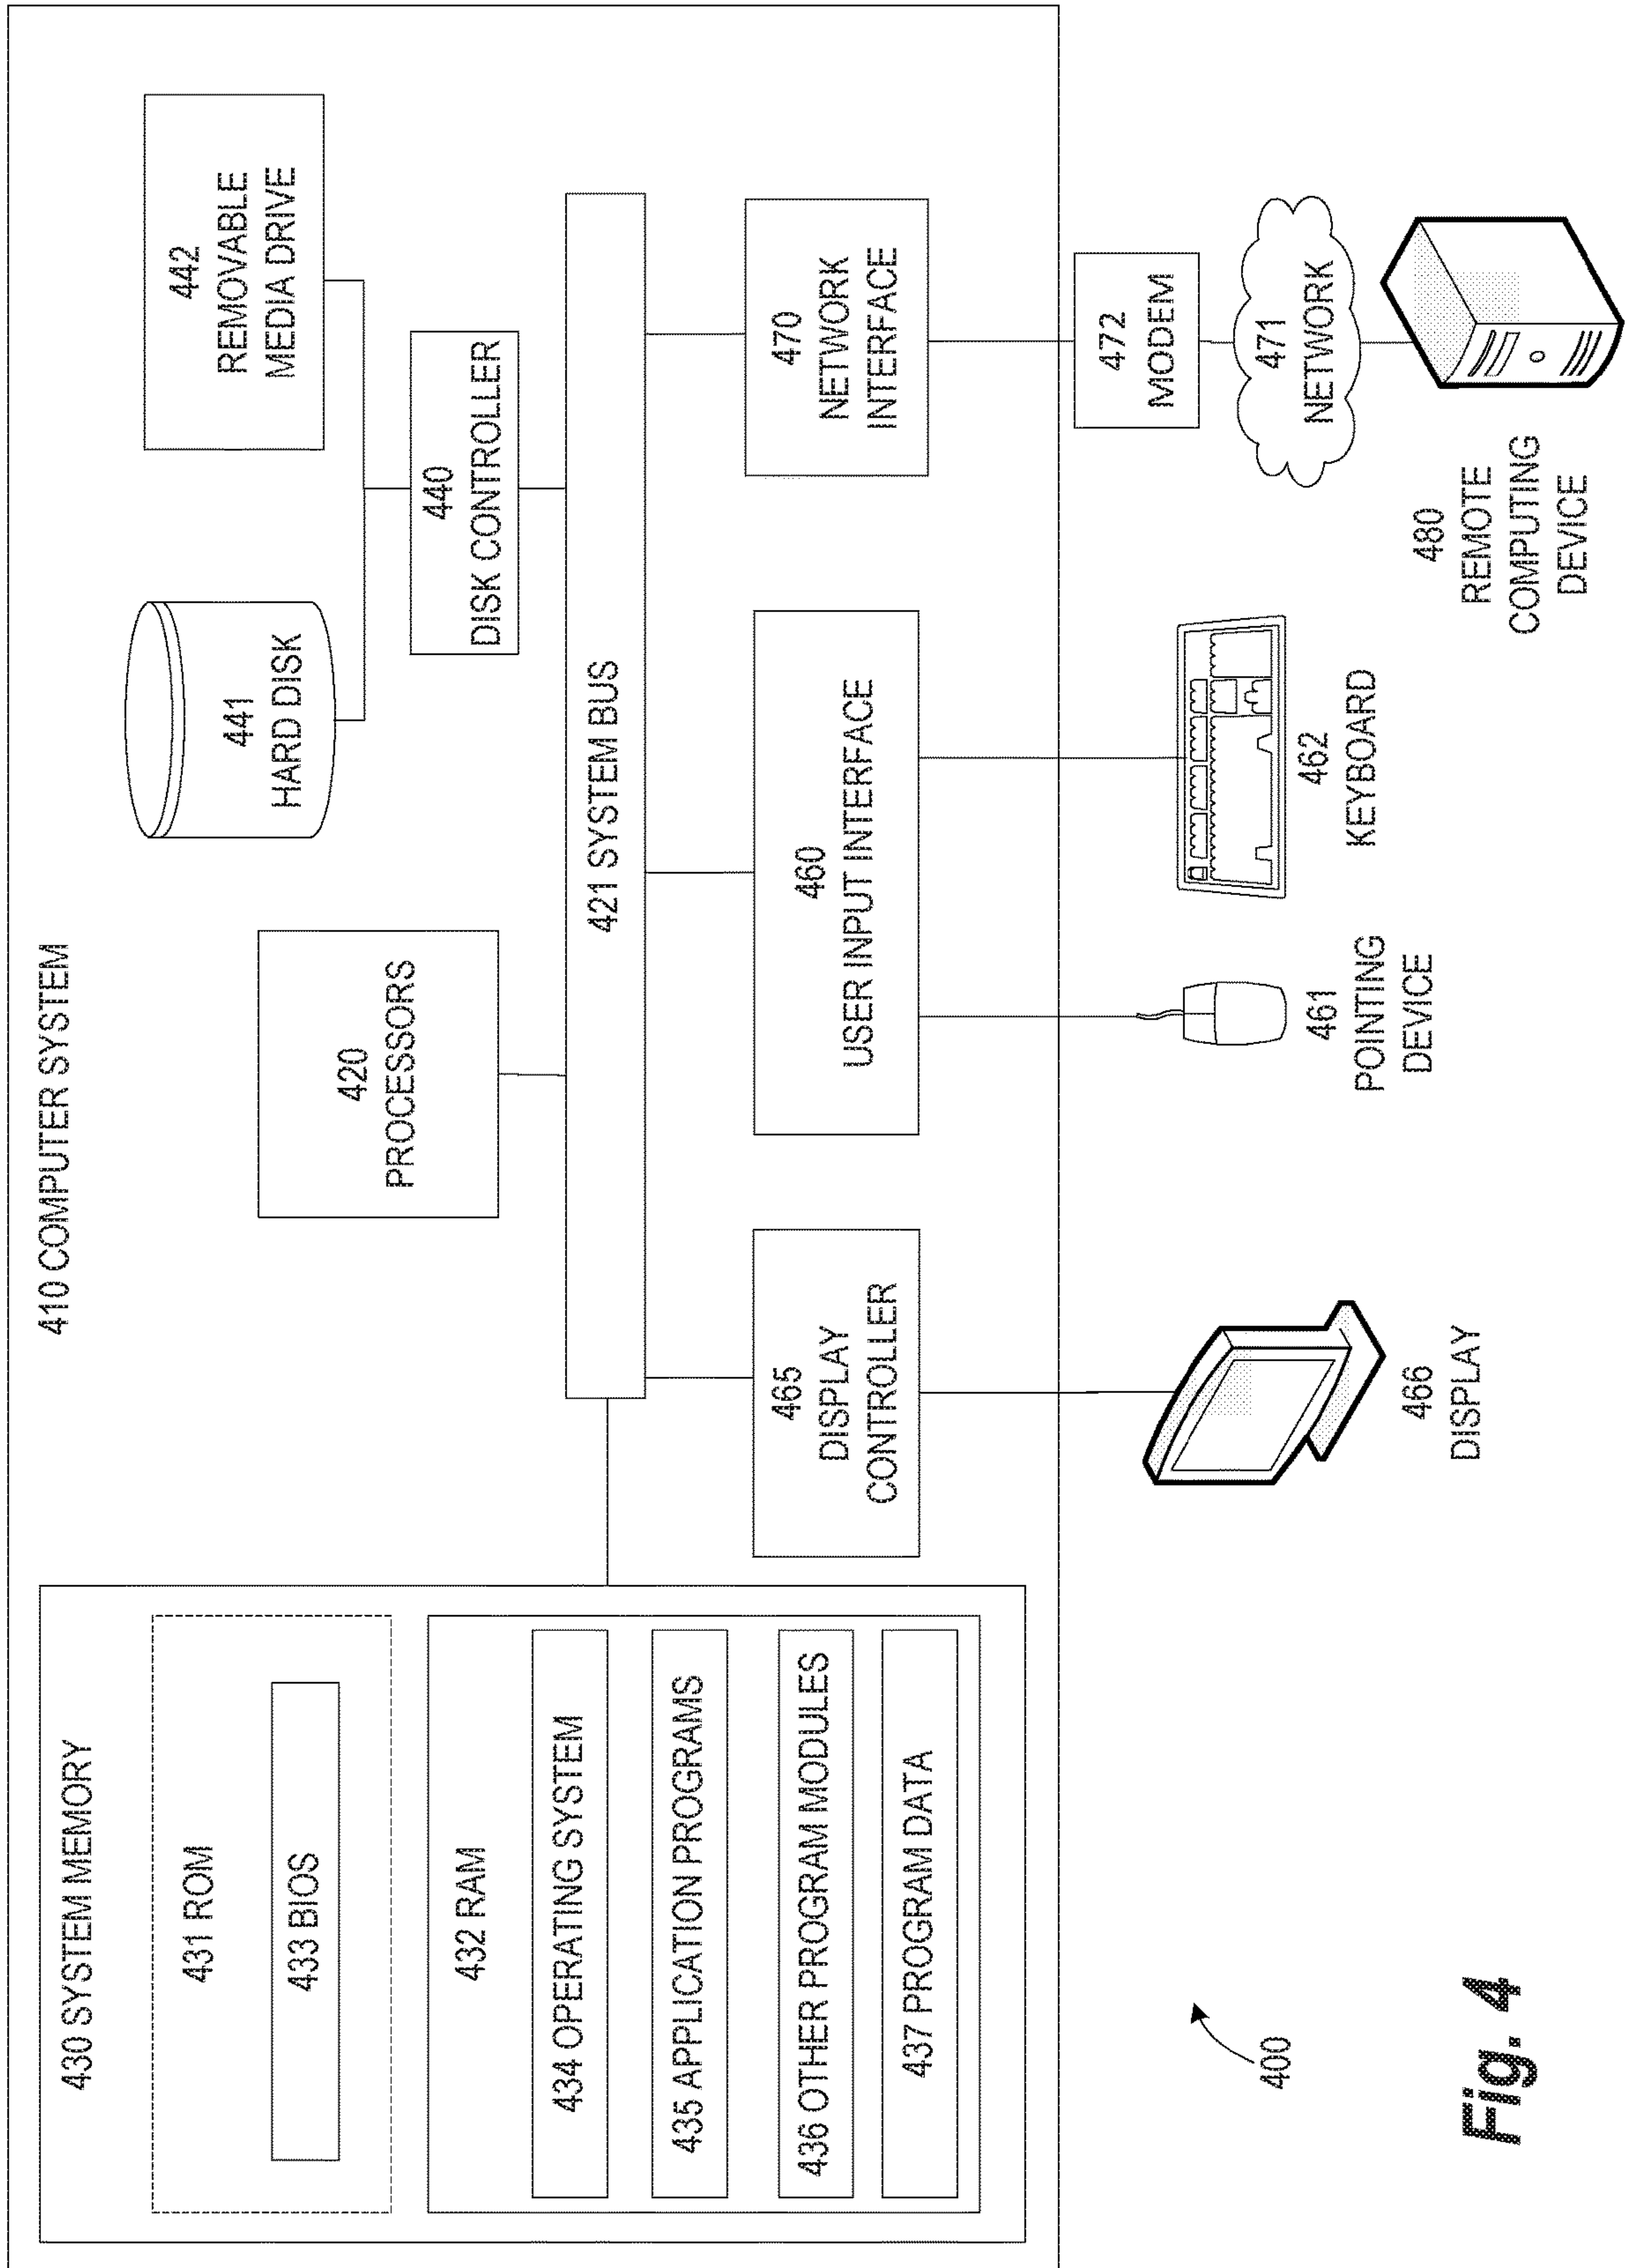 410 COMPUTER SYSTEM
430 SYSTEM MEMORY
431 ROM
433 BIOS
432 RAM
434 OPERATING SYSTEM
435 APPLICATION PROGRAMS
436 OTHER PROGRAM MODULES
437 PROGRAM DATA
420
PROCESSORS
441
HARD DISK
442
REMOVABLE
MEDIA DRIVE
440
DISK CONTROLLER
421 SYSTEM BUS
465
DISPLAY
CONTROLLER
460
USER INPUT INTERFACE
470
NETWORK
INTERFACE
472
MODEM
471
NETWORK
466
DISPLAY
461
POINTING
DEVICE
462
KEYBOARD
480
REMOTE
COMPUTING
DEVICE
400
Fig. 4